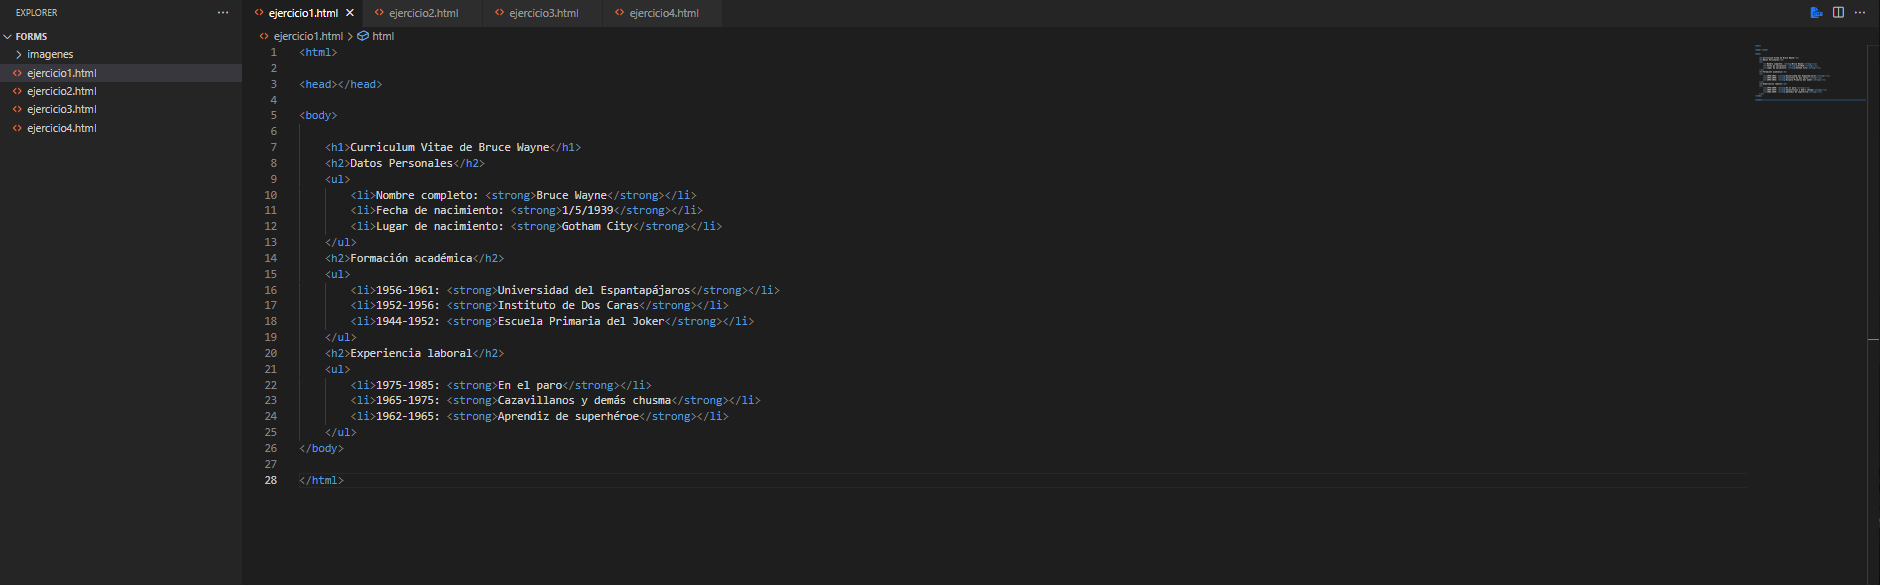 EXPLORER
FORMS
imagenes
ejercicio1.html
ejercicio2.html
ejercicio3.html
ejercicio4.html
ejercicio1.html ejercicio2.html ejercicio3.html ejercicio4.html
ejercicio1.html > html
1 <html>
2
3 <head></head>
4
5 <body>
6
7 <h1>Curriculum Vitae de Bruce Wayne</h1>
8 <h2>Datos Personales</h2>
9 <ul>
10 <li>Nombre completo: <strong>Bruce Wayne</strong></li>
11 <li>Fecha de nacimiento: <strong>1/5/1939</strong></li>
12 <li>Lugar de nacimiento: <strong>Gotham City</strong></li>
13 </ul>
14 <h2>Formación académica</h2>
15 <ul>
16 <li>1956-1961: <strong>Universidad del Espantapájaros</strong></li>
17 <li>1952-1956: <strong>Instituto de Dos Caras</strong></li>
18 <li>1944-1952: <strong>Escuela Primaria del Joker</strong></li>
19 </ul>
20 <h2>Experiencia laboral</h2>
21 <ul>
22 <li>1975-1985: <strong>En el paro</strong></li>
23 <li>1965-1975: <strong>Cazavillanos y demás chusma</strong></li>
24 <li>1962-1965: <strong>Aprendiz de superhéroe</strong></li>
25 </ul>
26 </body>
27
28 </html>